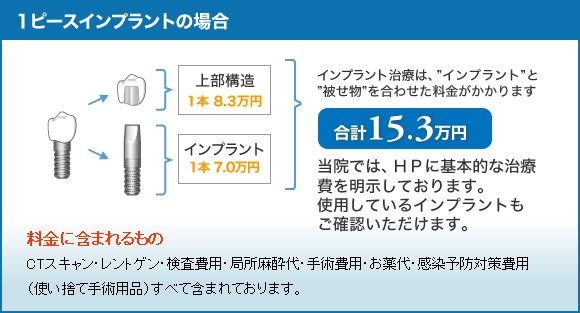 1ピースインプラントの場合
上部構造
1本 8.3万円
インプラント
1本 7.0万円
インプラント治療は、”インプラント”と
”被せ物”を合わせた料金がかかります
合計15.3万円
当院では、ＨＰに基本的な治療
費を明示しております。
使用しているインプラントも
ご確認いただけます。
料金に含まれるもの
CTスキャン・レントゲン・検査費用・局所麻酔代・手術費用・お薬代・感染予防対策費用
（使い捨て手術用品）すべて含まれております。